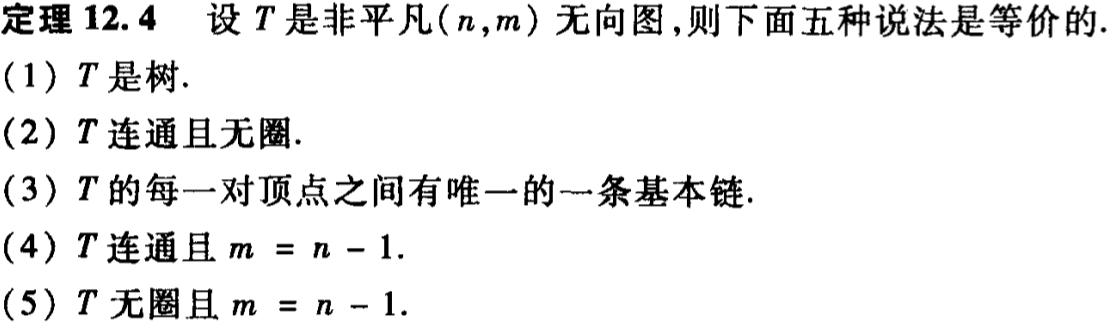 定理 12.4 设 T 是非平凡(n,m) 无向图,则下面五种说法是等价的.
(1) T 是树.
(2) T 连通且无圈.
(3) T 的每一对顶点之间有唯一的一条基本链.
(4) T 连通且 m = n - 1.
(5) T 无圈且 m = n - 1.